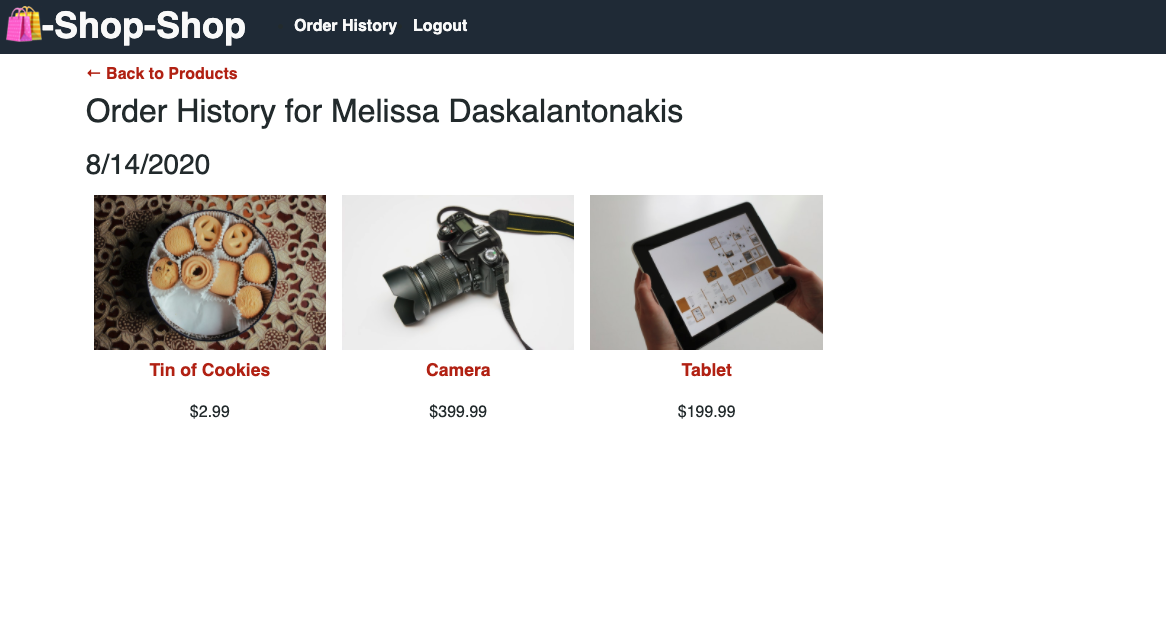 -Shop-Shop
Order History Logout
← Back to Products
Order History for Melissa Daskalantonakis
8/14/2020
Tin of Cookies Camera Tablet
$2.99 $399.99 $199.99